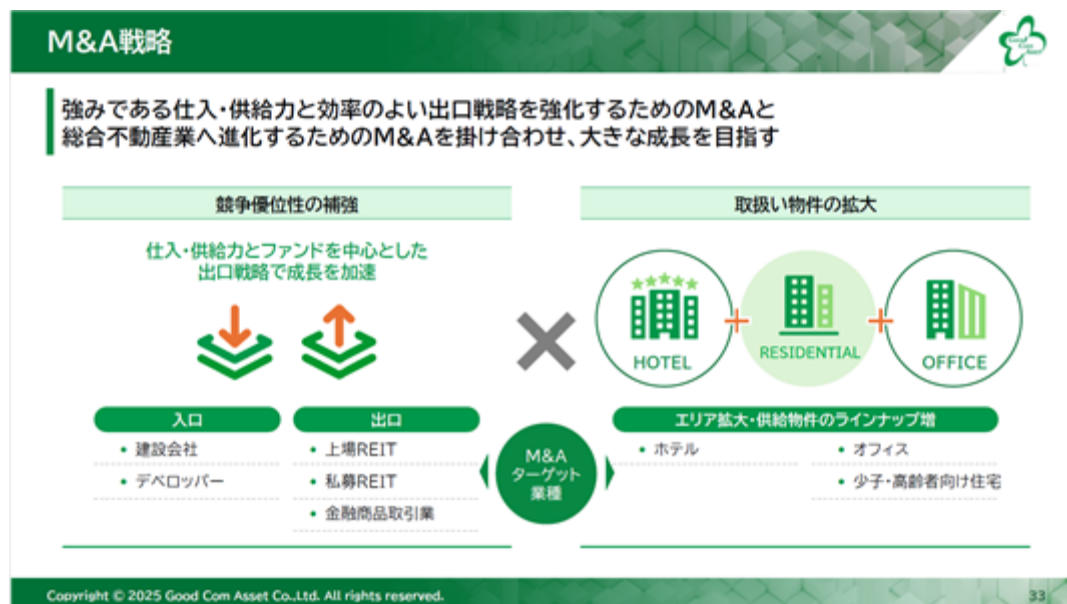 M&A戦略
Good
Com
Asset
強みである仕入・供給力と効率のよい出口戦略を強化するためのM&Aと
総合不動産業へ進化するためのM&Aを掛け合わせ、大きな成長を目指す
競争優位性の補強
仕入・供給力とファンドを中心とした
出口戦略で成長を加速
入口
• 建設会社
• デベロッパー
出口
• 上場REIT
• 私募REIT
• 金融商品取引業
M&A
ターゲット
業種
取扱い物件の拡大
HOTEL
RESIDENTIAL
OFFICE
エリア拡大・供給物件のラインナップ増
• ホテル
• オフィス
• 少子・高齢者向け住宅
Copyright © 2025 Good Com Asset Co.,Ltd. All rights reserved.
33